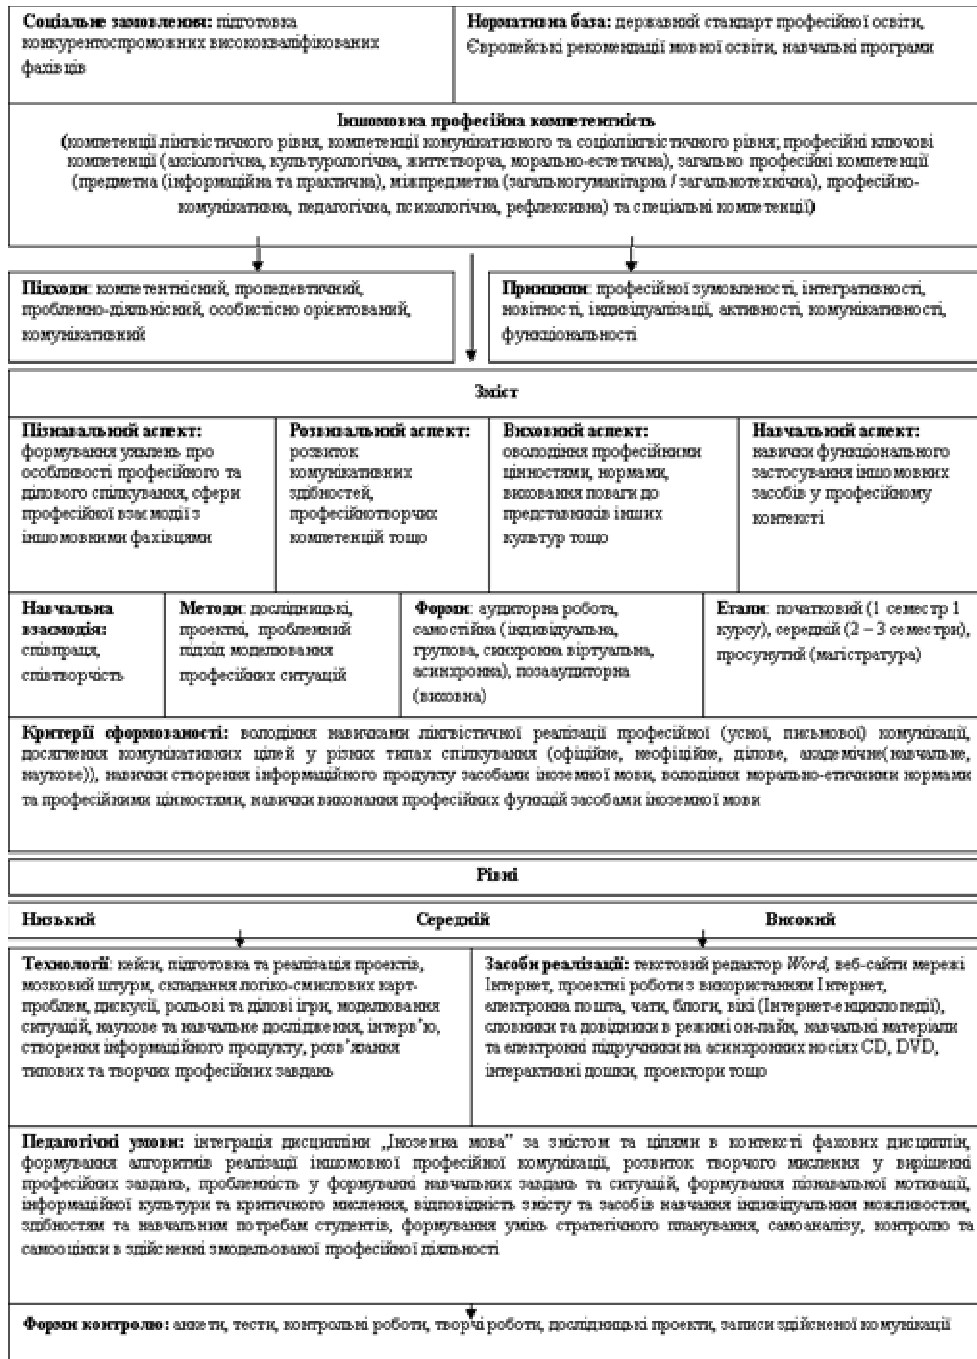 Соціальне замовлення: підготовка
конкурентоспроможних висококваліфікованих
фахівців
Нормативна база: державний стандарт професійної освіти,
Європейські рекомендації мовної освіти, навчальні програми
Іншомовна професійна компетентність
(компетенції лінгвістичного рівня, компетенції комунікативного та соціолінгвістичного рівня; професійні ключові
компетенції (аксіологічна, культурологічна, життєтворча, морально-естетична), загально професійні компетенції
(предметна (інформаційна та практична), міжпредметна (загальногуманітарна / загальнотехнічна), професійно-
комунікативна, педагогічна, психологічна, рефлексивна) та спеціальні компетенції)
Підходи: компетентнісний, пропедевтичний,
проблемно-діяльнісний, особистісно орієнтований,
комунікативний
Принципи: професійної зумовленості, інтегративності,
новітності, індивідуалізації, активності, комунікативності,
функціональності
Зміст
Пізнавальний аспект:
формування уявлень про
особливості професійного та
ділового спілкування, сфери
професійної взаємодії з
іншомовними фахівцями
Розвивальний аспект:
розвиток
комунікативних
здібностей,
професійнотворчих
компетенцій тощо
Виховний аспект:
оволодіння професійними
цінностями, нормами,
виховання поваги до
представників інших
культур тощо
Навчальний аспект:
навички функціонального
застосування іншомовних
засобів у професійному
контексті
Навчальна
взаємодія:
співпраця,
співтворчість
Методи: дослідницькі,
проектні, проблемний
підхід моделювання
професійних ситуацій
Форми: аудиторна робота,
самостійна (індивідуальна,
групова, синхронна віртуальна,
асинхронна), позааудиторна
(виховна)
Етапи: початковий (1 семестр 1
курсу), середній (2 – 3 семестри),
просунутий (магістратура)
Критерії сформованості: володіння навичками лінгвістичної реалізації професійної (усної, письмової) комунікації,
досягнення комунікативних цілей у різних типах спілкування (офіційне, неофіційне, ділове, академічне(навчальне,
наукове)), навички створення інформаційного продукту засобами іноземної мови, володіння морально-етичними нормами
та професійними цінностями, навички виконання професійних функцій засобами іноземної мови
Рівні
Низький Середній Високий
Технології: кейси, підготовка та реалізація проектів,
мозковий штурм, складання логіко-смислових карт-
проблем, дискусії, рольові та ділові ігри, моделювання
ситуацій, наукове та навчальне дослідження, інтерв’ю,
створення інформаційного продукту, розв’язання
типових та творчих професійних завдань
Засоби реалізації: текстовий редактор Word, веб-сайти мережі
Інтернет, проектні роботи з використанням Інтернет,
електронна пошта, чати, блоги, вікі (Інтернет-енциклопедії),
словники та довідники в режимі он-лайн, навчальні матеріали
та електронні підручники на асинхронних носіях CD, DVD,
інтерактивні дошки, проектори тощо
Педагогічні умови: інтеграція дисципліни „Іноземна мова” за змістом та цілями в контексті фахових дисциплін,
формування алгоритмів реалізації іншомовної професійної комунікації, розвиток творчого мислення у вирішенні
професійних завдань, проблемність у формуванні навчальних завдань та ситуацій, формування пізнавальної мотивації,
інформаційної культури та критичного мислення, відповідність змісту та засобів навчання індивідуальним можливостям,
здібностям та навчальним потребам студентів, формування умінь стратегічного планування, самоаналізу, контролю та
самооцінки в здійсненні змодельованої професійної діяльності
Форми контролю: анкети, тести, контрольні роботи, творчі роботи, дослідницькі проекти, записи здійсненої комунікації